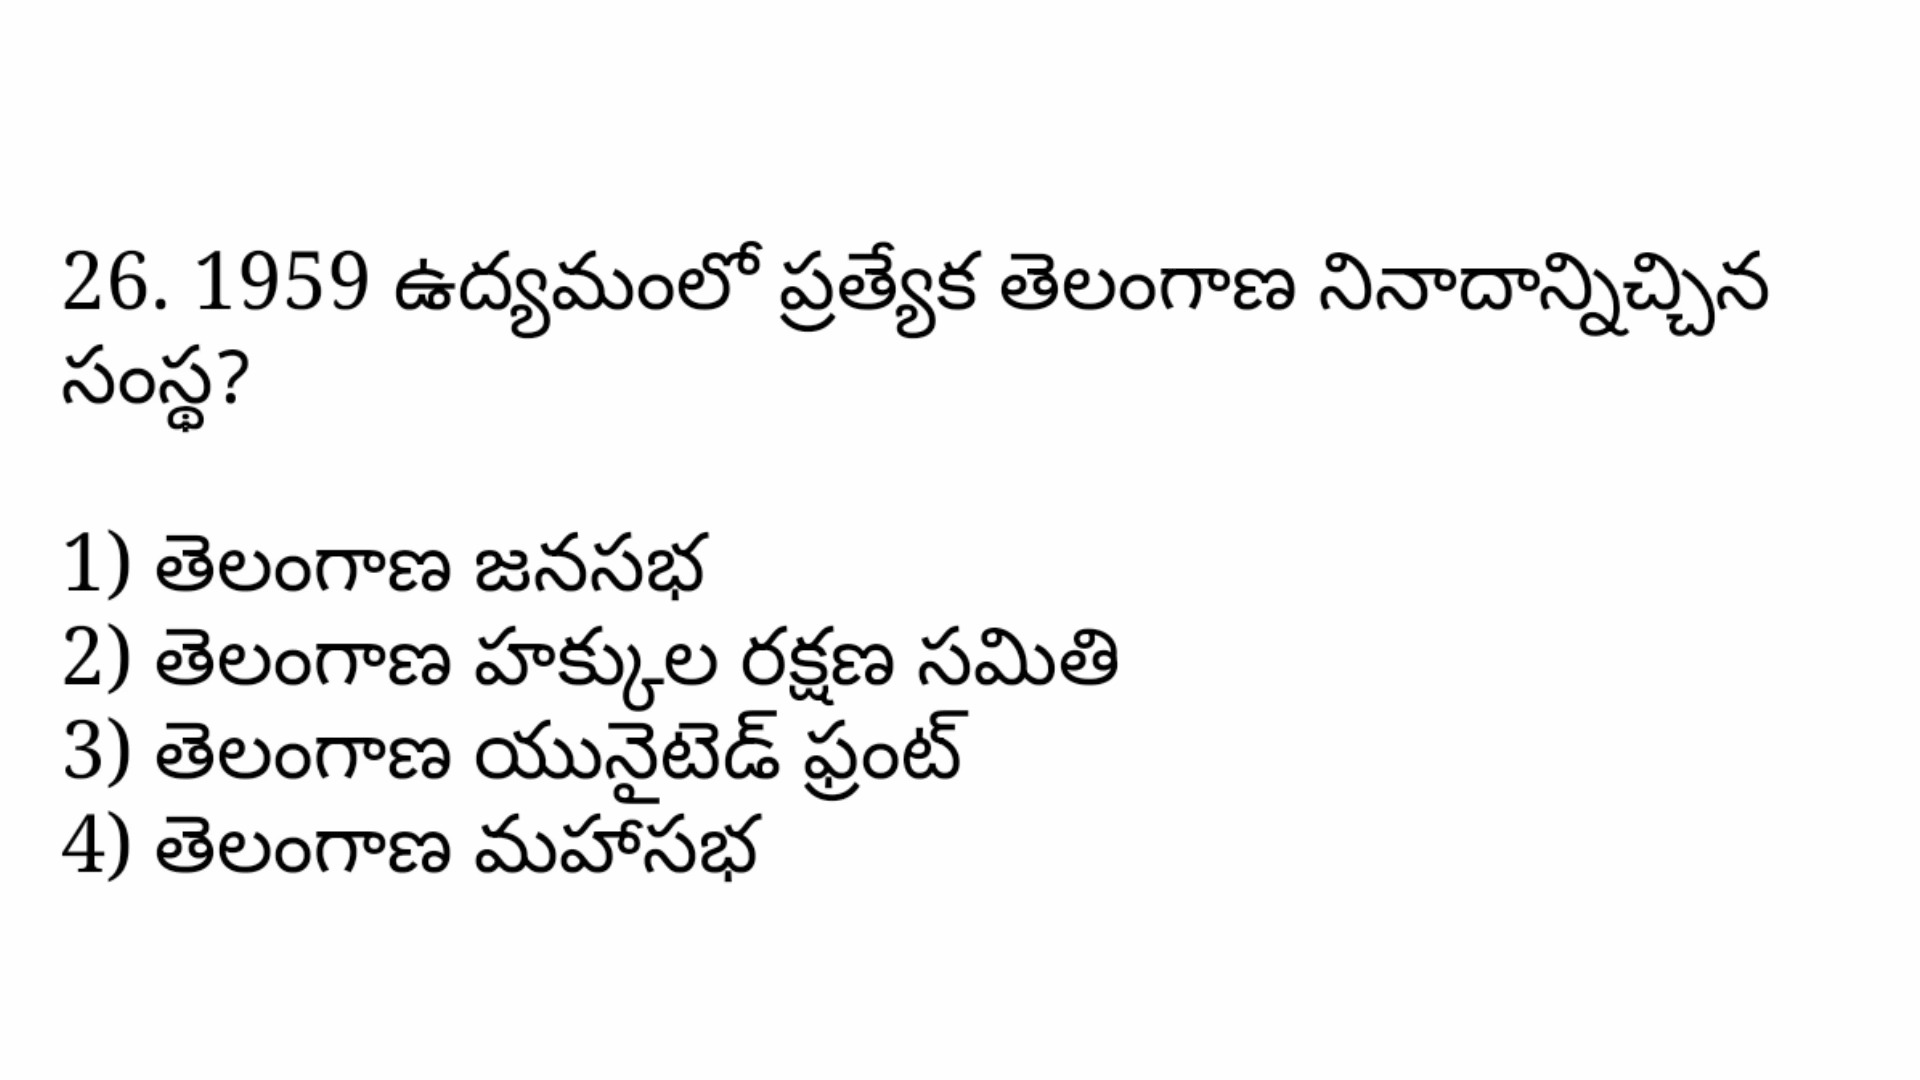 26. 1959 ఉద్యమంలో ప్రత్యేక తెలంగాణ నినాదాన్నిచ్చిన
సంస్థ?
1) తెలంగాణ జనసభ
2) తెలంగాణ హక్కుల రక్షణ సమితి
3) తెలంగాణ యునైటెడ్ ఫ్రంట్
4) తెలంగాణ మహాసభ